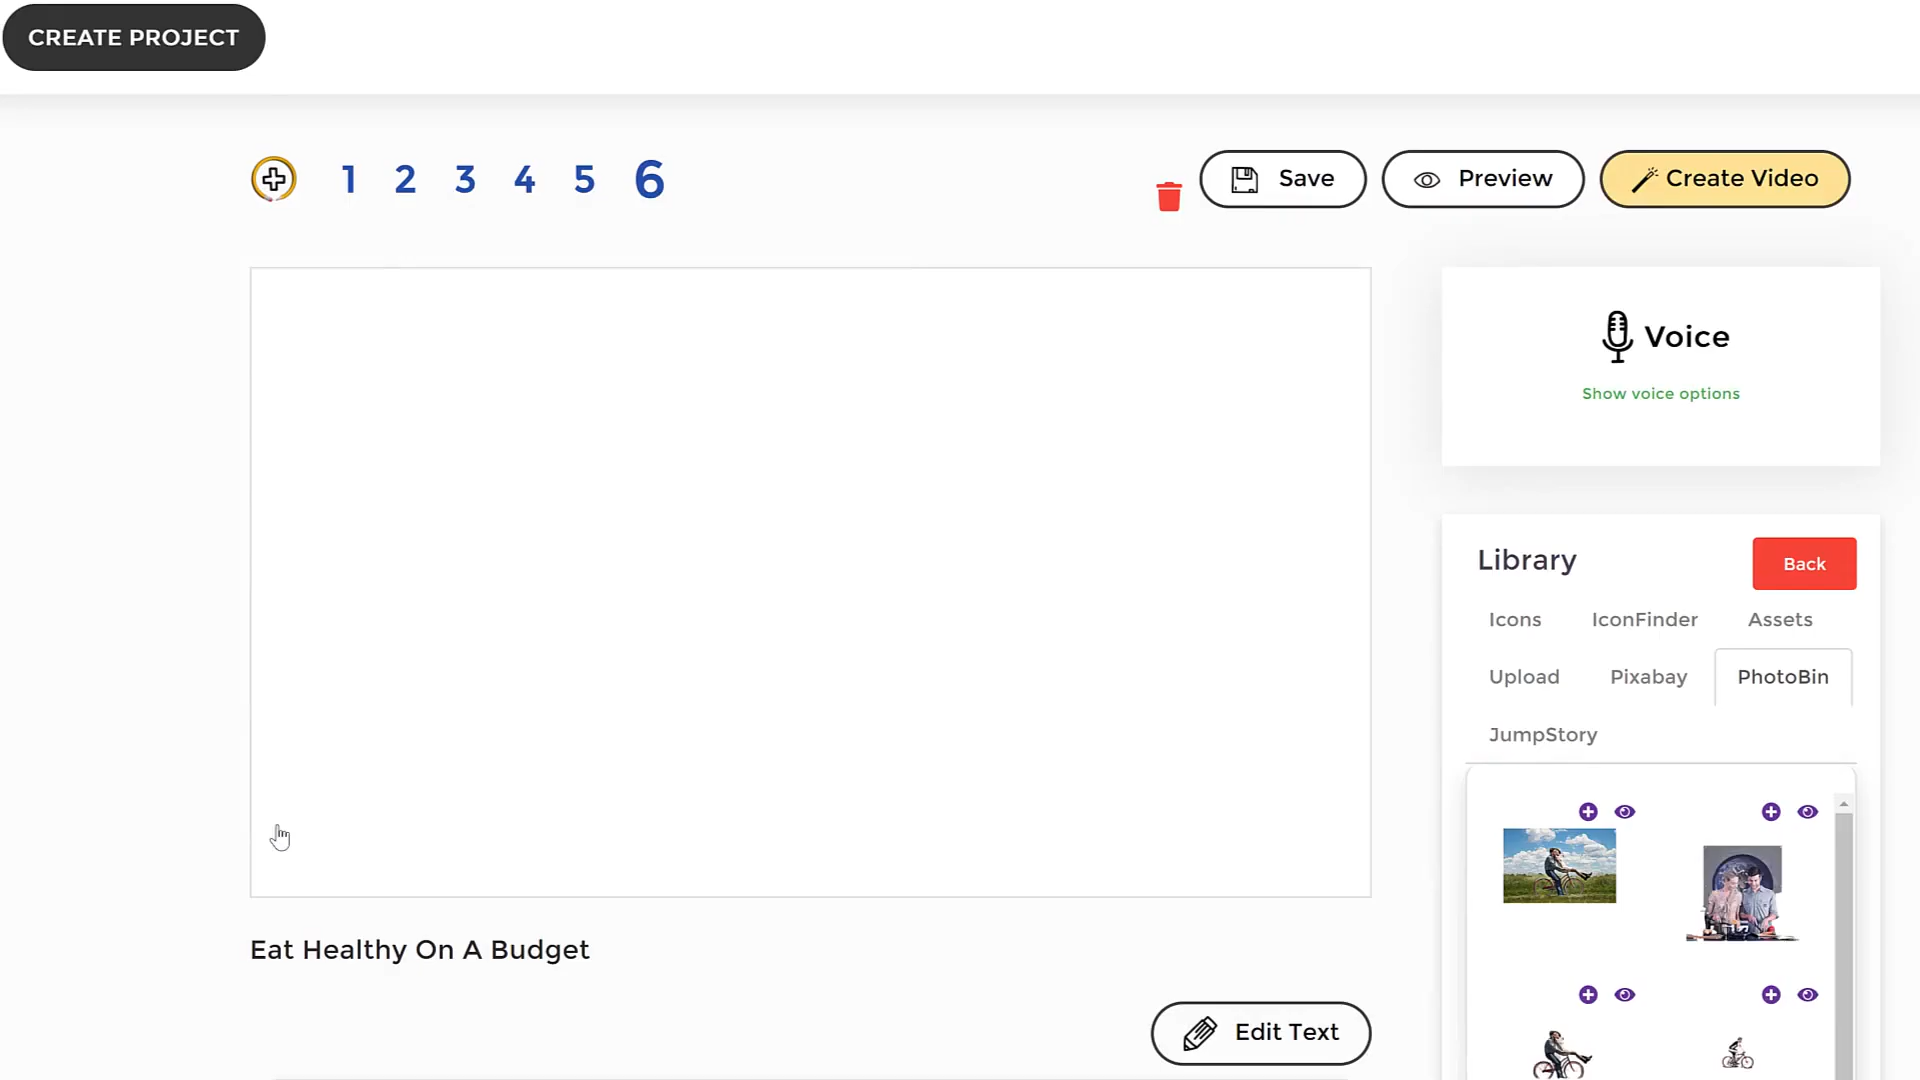 CREATE PROJECT
1 2 3 4 5 6
Save
Preview
Create Video
Voice
Show voice options
Library
Back
Icons IconFinder Assets
Upload Pixabay PhotoBin
JumpStory
Eat Healthy On A Budget
Edit Text